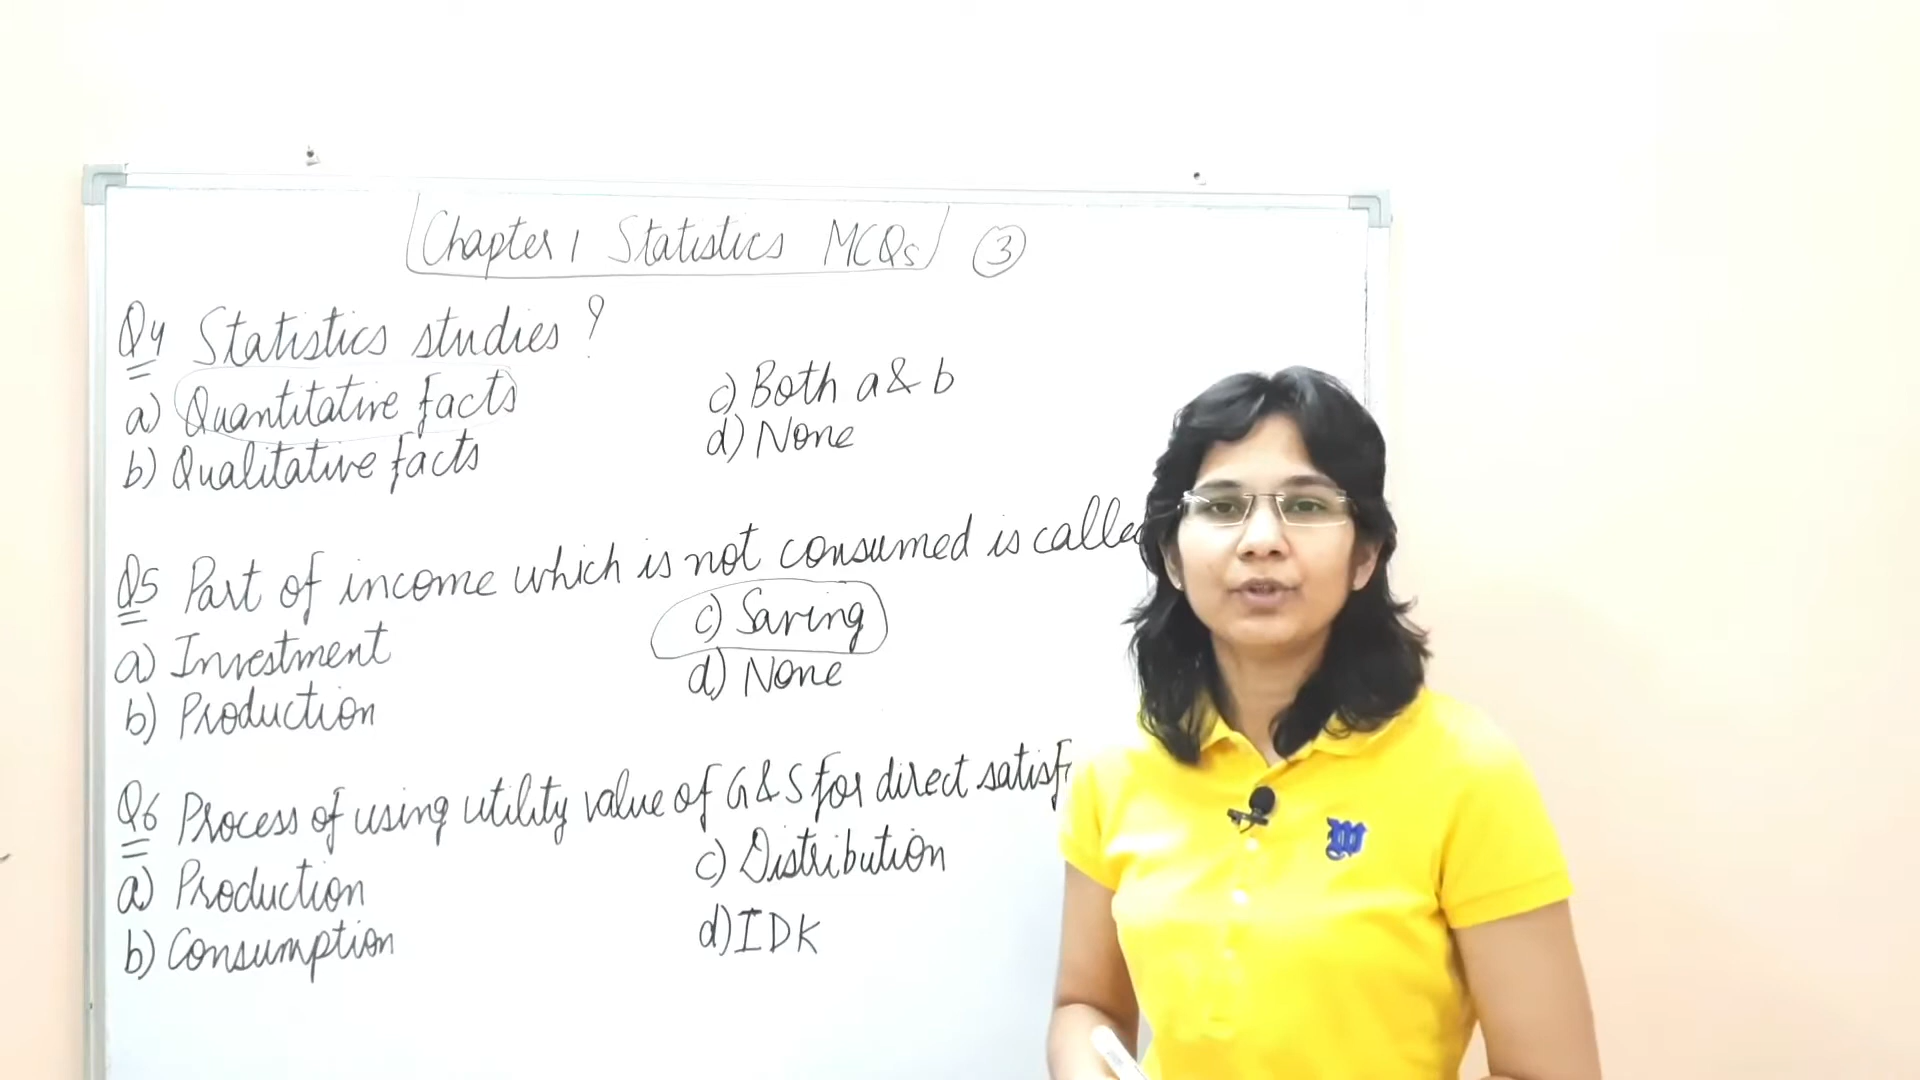 Chapter 1 Statistics MCQs 3
Q4 Statistics studies?
a) Quantitative facts
c) Both a & b
b) Qualitative facts
d) None
Q5 Part of income which is not consumed is called
a) Investment
c) Saving
b) Production
d) None
Q6 Process of using utility value of G&S for direct satisf
a) Production
c) Distribution
b) Consumption
d) IDK
W